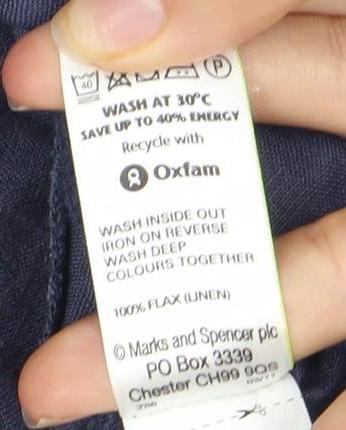 40
P
WASH AT 30°C
SAVE UP TO 40% ENERGY
Recycle with
Oxfam
WASH INSIDE OUT
IRON ON REVERSE
WASH DEEP
COLOURS TOGETHER
100% FLAX (LINEN)
© Marks and Spencer plc
PO Box 3339
Chester CH99 9QS